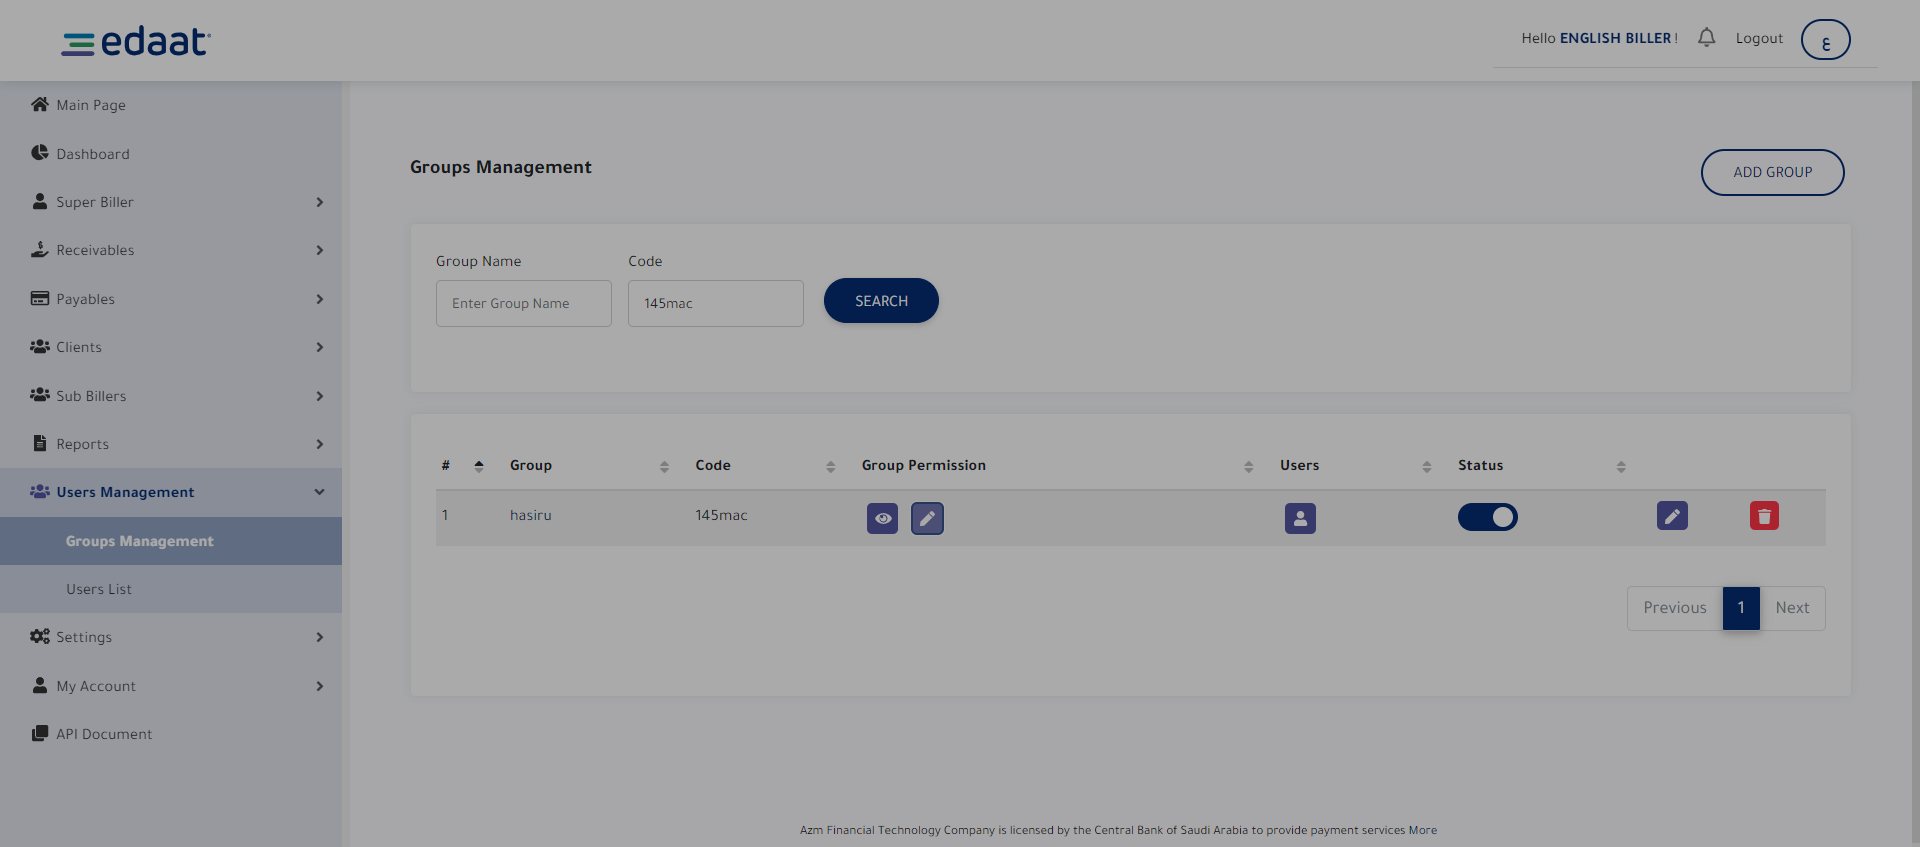 edaat
Hello ENGLISH BILLER !
Logout
ع
Main Page
Dashboard
Super Biller
Receivables
Payables
Clients
Sub Billers
Reports
Users Management
Groups Management
Users List
Settings
My Account
API Document
Groups Management
ADD GROUP
Group Name
Code
Enter Group Name
145mac
SEARCH
# Group Code Group Permission Users Status
1 hasiru 145mac
Previous 1 Next
Azm Financial Technology Company is licensed by the Central Bank of Saudi Arabia to provide payment services More